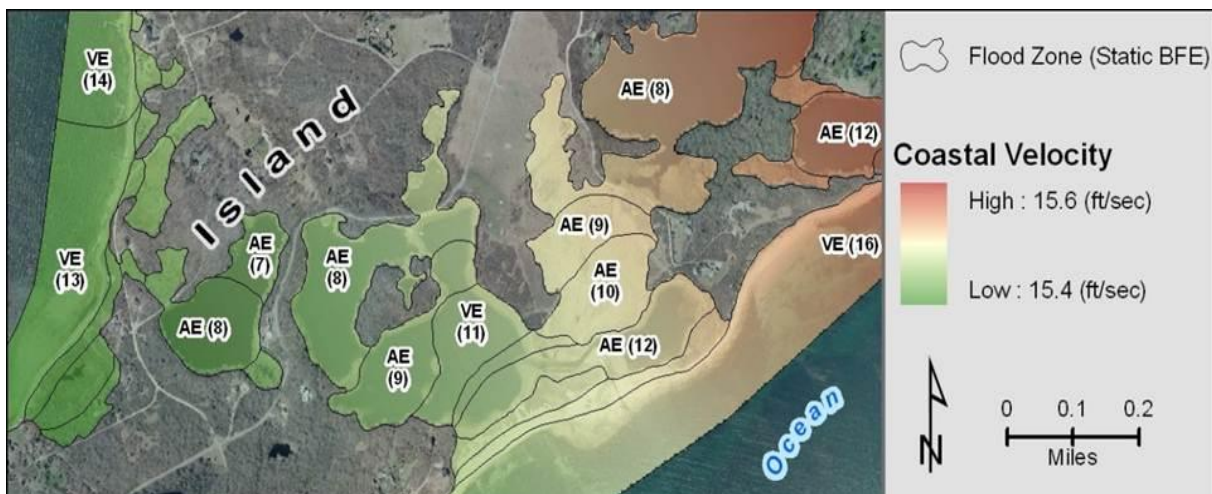 VE
(14)
Island
AE (8)
AE (12)
VE
(13)
AE
(7)
AE
(8)
AE (9)
VE (16)
AE
(10)
AE (8)
VE
(11)
AE (12)
AE
(9)
Ocean
Flood Zone (Static BFE)
Coastal Velocity
High : 15.6 (ft/sec)
Low : 15.4 (ft/sec)
N
0 0.1 0.2
Miles